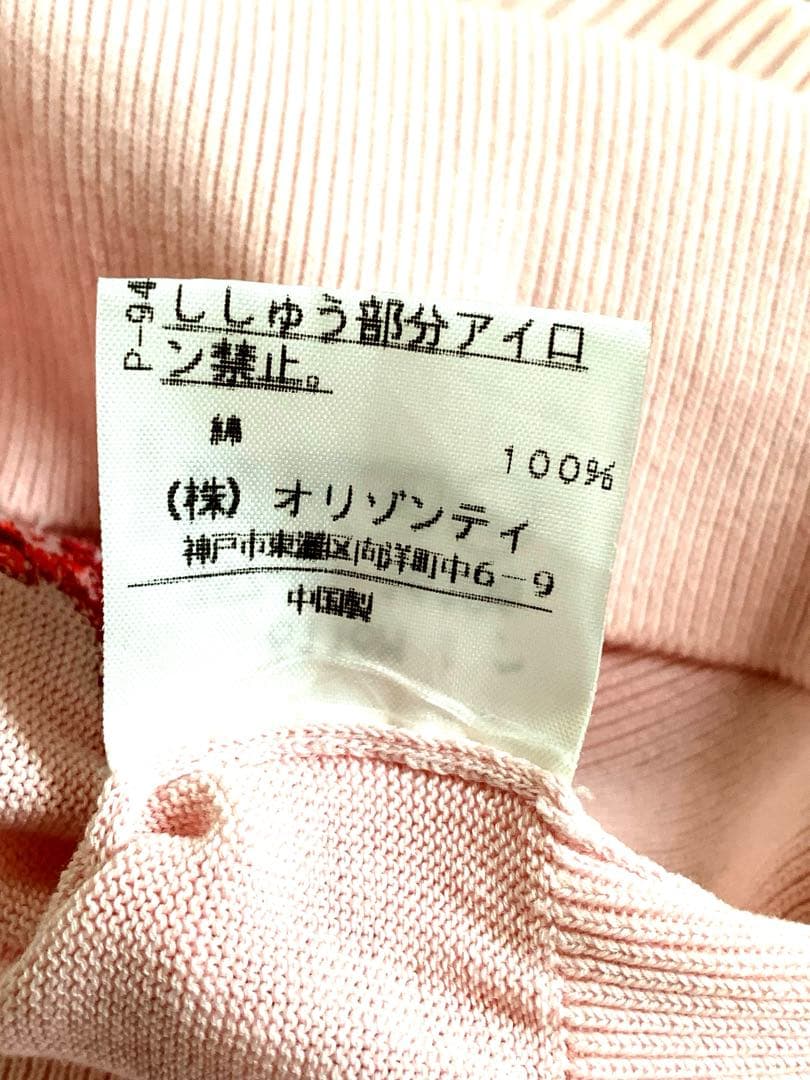 P-94
ししゅう部分アイロ
ン禁止。
綿 100%
(株) オリゾンティ
神戸市東灘区向洋町中6-9
中国製